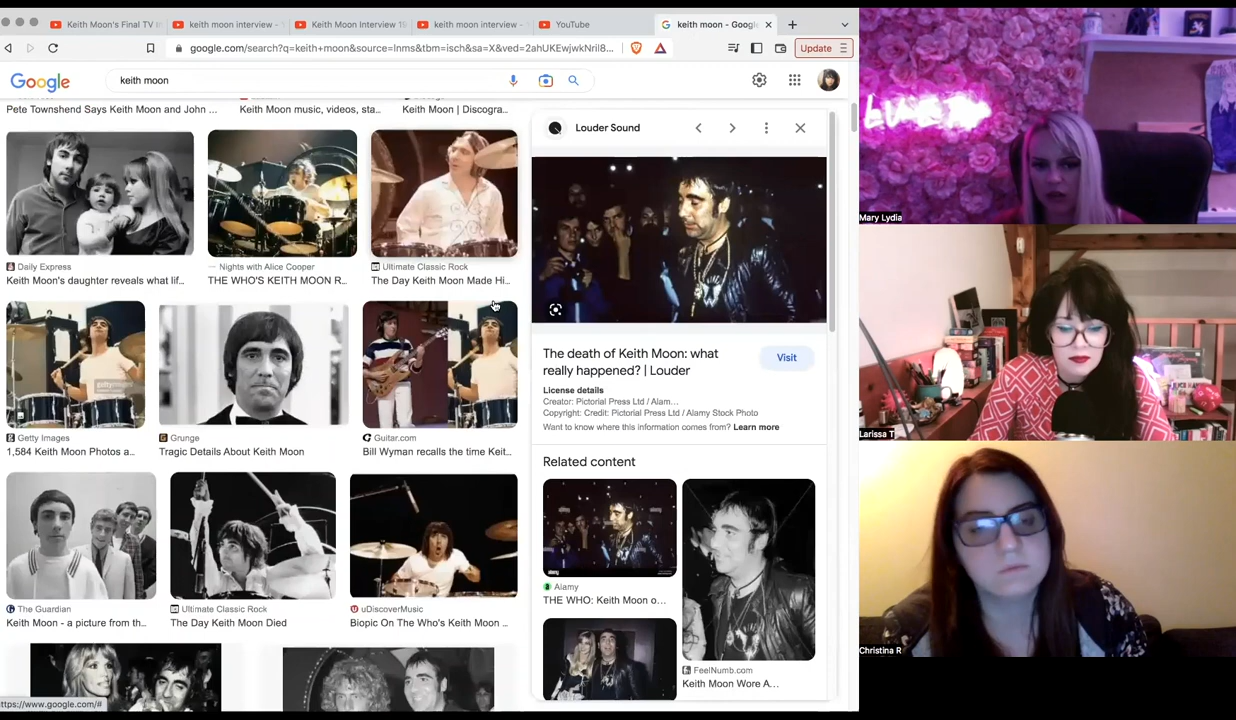 Keith Moon's Final TV In
keith moon interview -
Keith Moon Interview 19
keith moon interview -
YouTube
keith moon - Google
google.com/search?q=keith+moon&source=lnms&tbm=isch&sa=X&ved=2ahUKEwjwkNril8...
Update
Google
keith moon
Pete Townshend Says Keith Moon and John ...
Keith Moon music, videos, sta..
Keith Moon | Discogra..
Daily Express
Keith Moon's daughter reveals what lif..
Nights with Alice Cooper
THE WHO'S KEITH MOON R..
Ultimate Classic Rock
The Day Keith Moon Made Hi..
Getty Images
1,584 Keith Moon Photos a..
Grunge
Tragic Details About Keith Moon
Guitar.com
Bill Wyman recalls the time Keit..
The Guardian
Keith Moon - a picture from th..
Ultimate Classic Rock
The Day Keith Moon Died
uDiscoverMusic
Biopic On The Who's Keith Moon ..
https://www.google.com/#
Louder Sound
The death of Keith Moon: what
really happened? | Louder
Visit
License details
Creator: Pictorial Press Ltd / Alam...
Copyright: Credit: Pictorial Press Ltd / Alamy Stock Photo
Want to know where this information comes from? Learn more
Related content
Alamy
THE WHO: Keith Moon o...
FeelNumb.com
Keith Moon Wore A...
Mary Lydia
Larissa T
Christina R